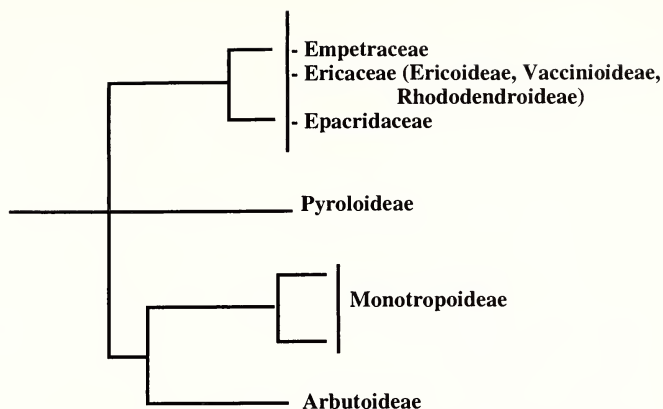 - Empetraceae
- Ericaceae (Ericoideae, Vaccinioideae,
Rhododendroideae)
- Epacridaceae
Pyroloideae
Monotropoideae
Arbutoideae